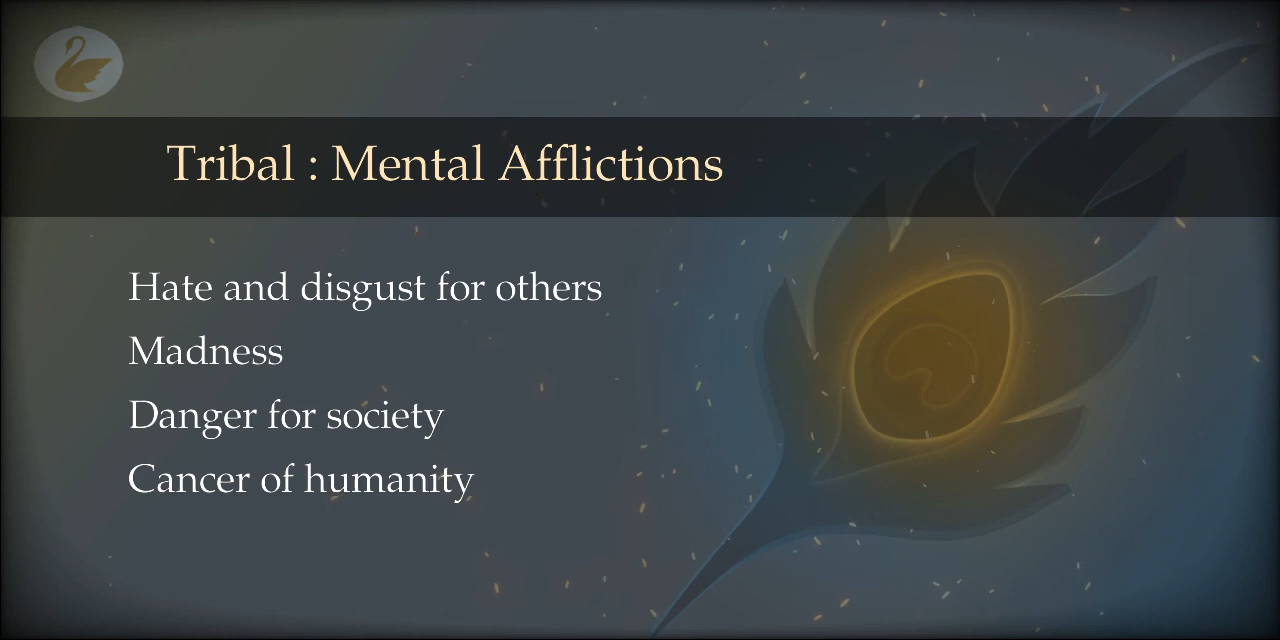 Tribal : Mental Afflictions
Hate and disgust for others
Madness
Danger for society
Cancer of humanity